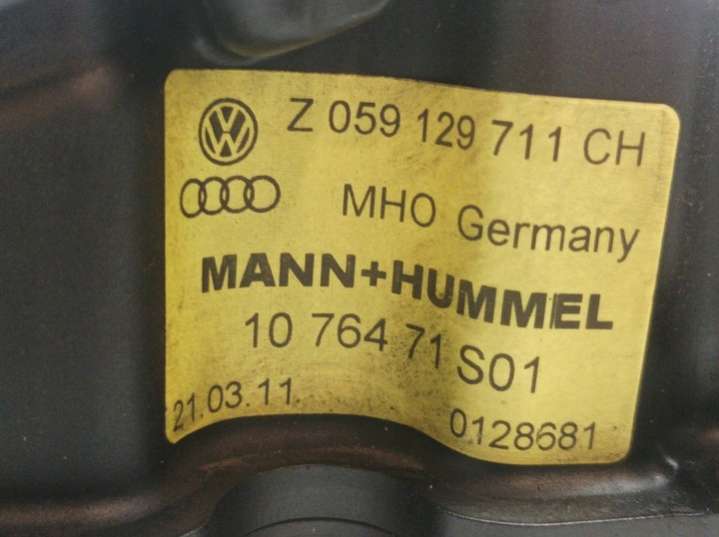 Z 059 129 711 CH
MHO Germany
MANN+HUMMEL
10 764 71 S01
21.03.11
0128681